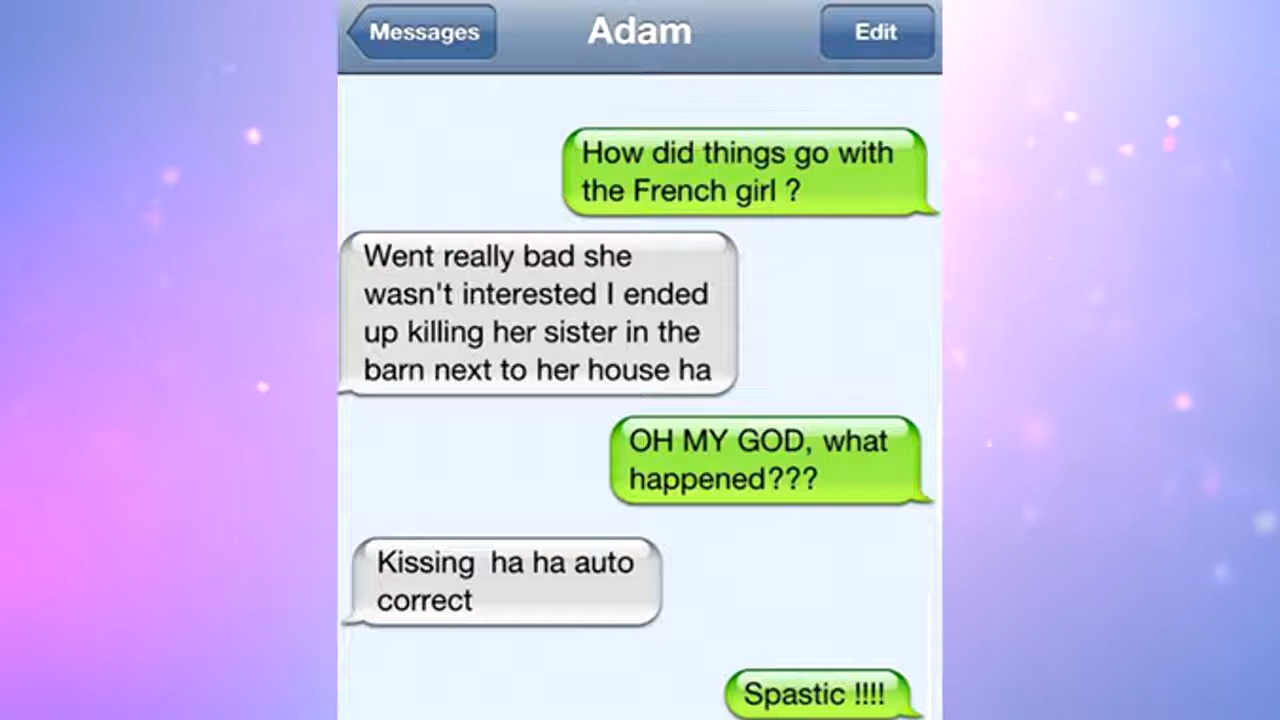 Messages
Adam
Edit
How did things go with
the French girl ?
Went really bad she
wasn't interested I ended
up killing her sister in the
barn next to her house ha
OH MY GOD, what
happened???
Kissing  ha ha auto
correct
Spastic !!!!